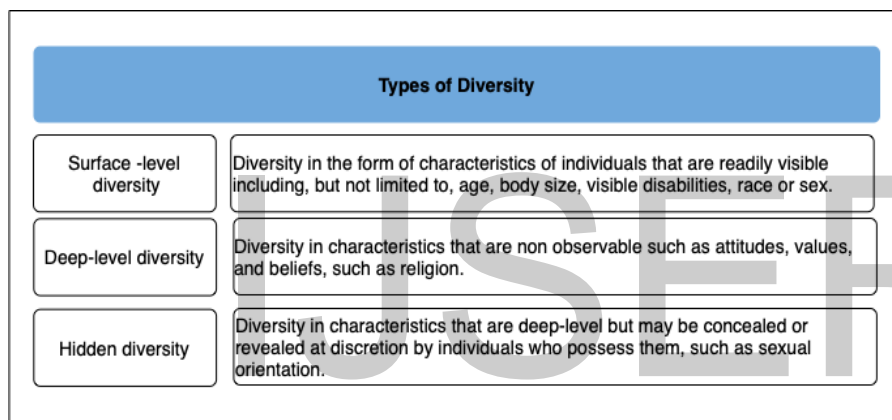 Types of Diversity
Surface -level
diversity
Diversity in the form of characteristics of individuals that are readily visible
including, but not limited to, age, body size, visible disabilities, race or sex.
Deep-level diversity
Diversity in characteristics that are non observable such as attitudes, values,
and beliefs, such as religion.
Hidden diversity
Diversity in characteristics that are deep-level but may be concealed or
revealed at discretion by individuals who possess them, such as sexual
orientation.
IJSER